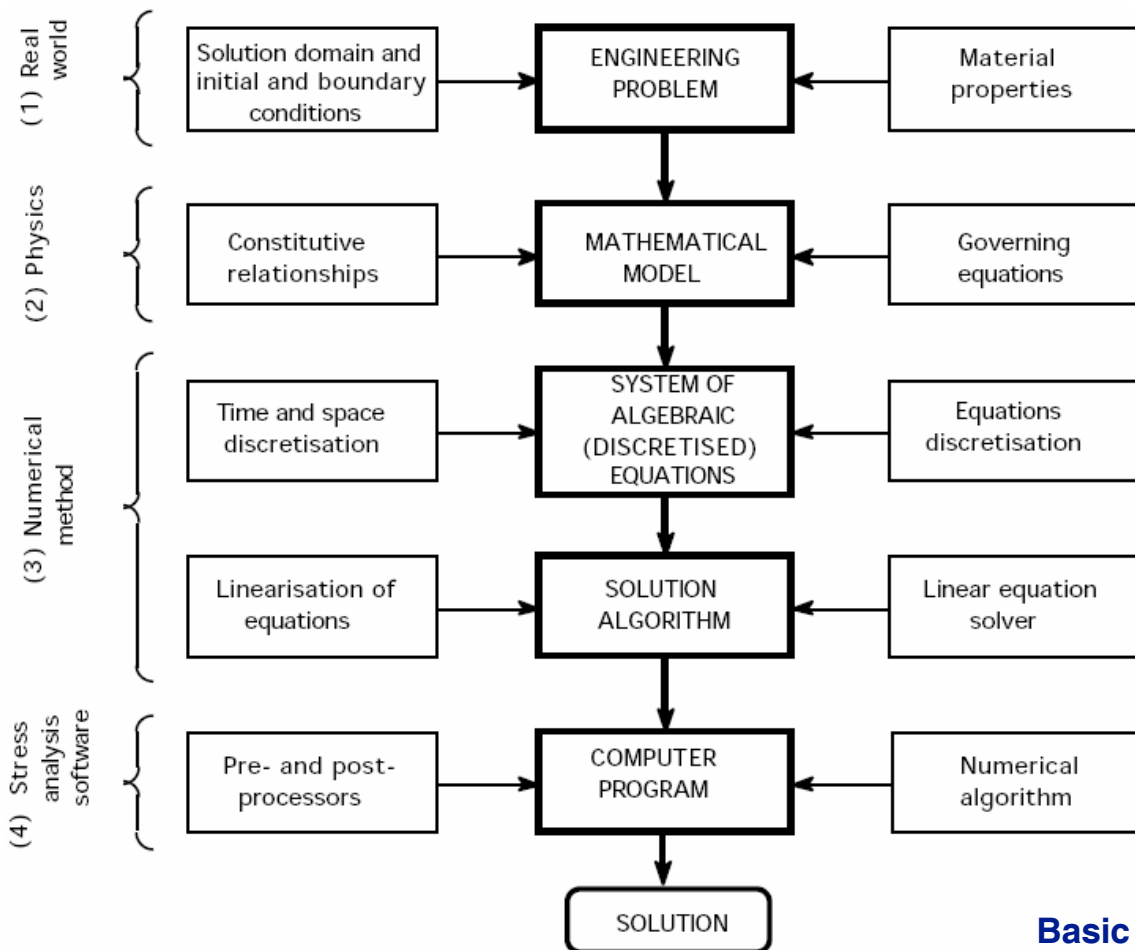 (1) Real
world
Solution domain and
initial and boundary
conditions
ENGINEERING
PROBLEM
Material
properties
(2) Physics
Constitutive
relationships
MATHEMATICAL
MODEL
Governing
equations
(3) Numerical
method
Time and space
discretisation
SYSTEM OF
ALGEBRAIC
(DISCRETISED)
EQUATIONS
Equations
discretisation
Linearisation of
equations
SOLUTION
ALGORITHM
Linear equation
solver
(4) Stress
analysis
software
Pre- and post-
processors
COMPUTER
PROGRAM
Numerical
algorithm
SOLUTION
Basic